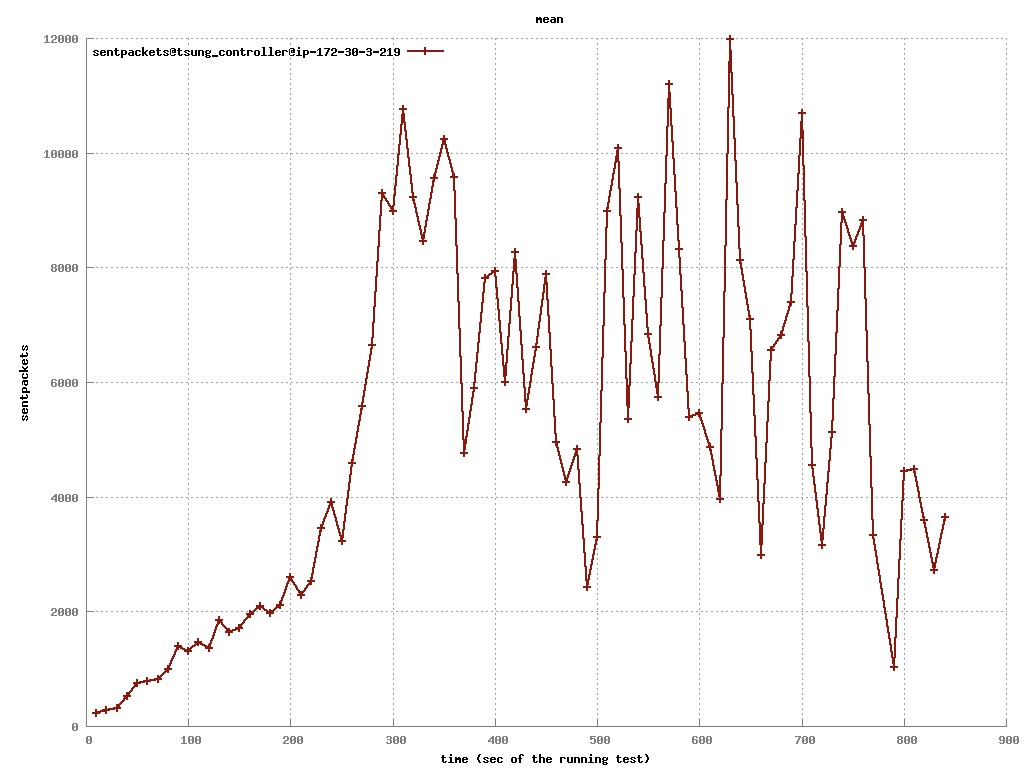 mean
sentpackets@tsung_controller@ip-172-30-3-219
12000
10000
8000
6000
4000
2000
0
sentpackets
0 100 200 300 400 500 600 700 800 900
time (sec of the running test)